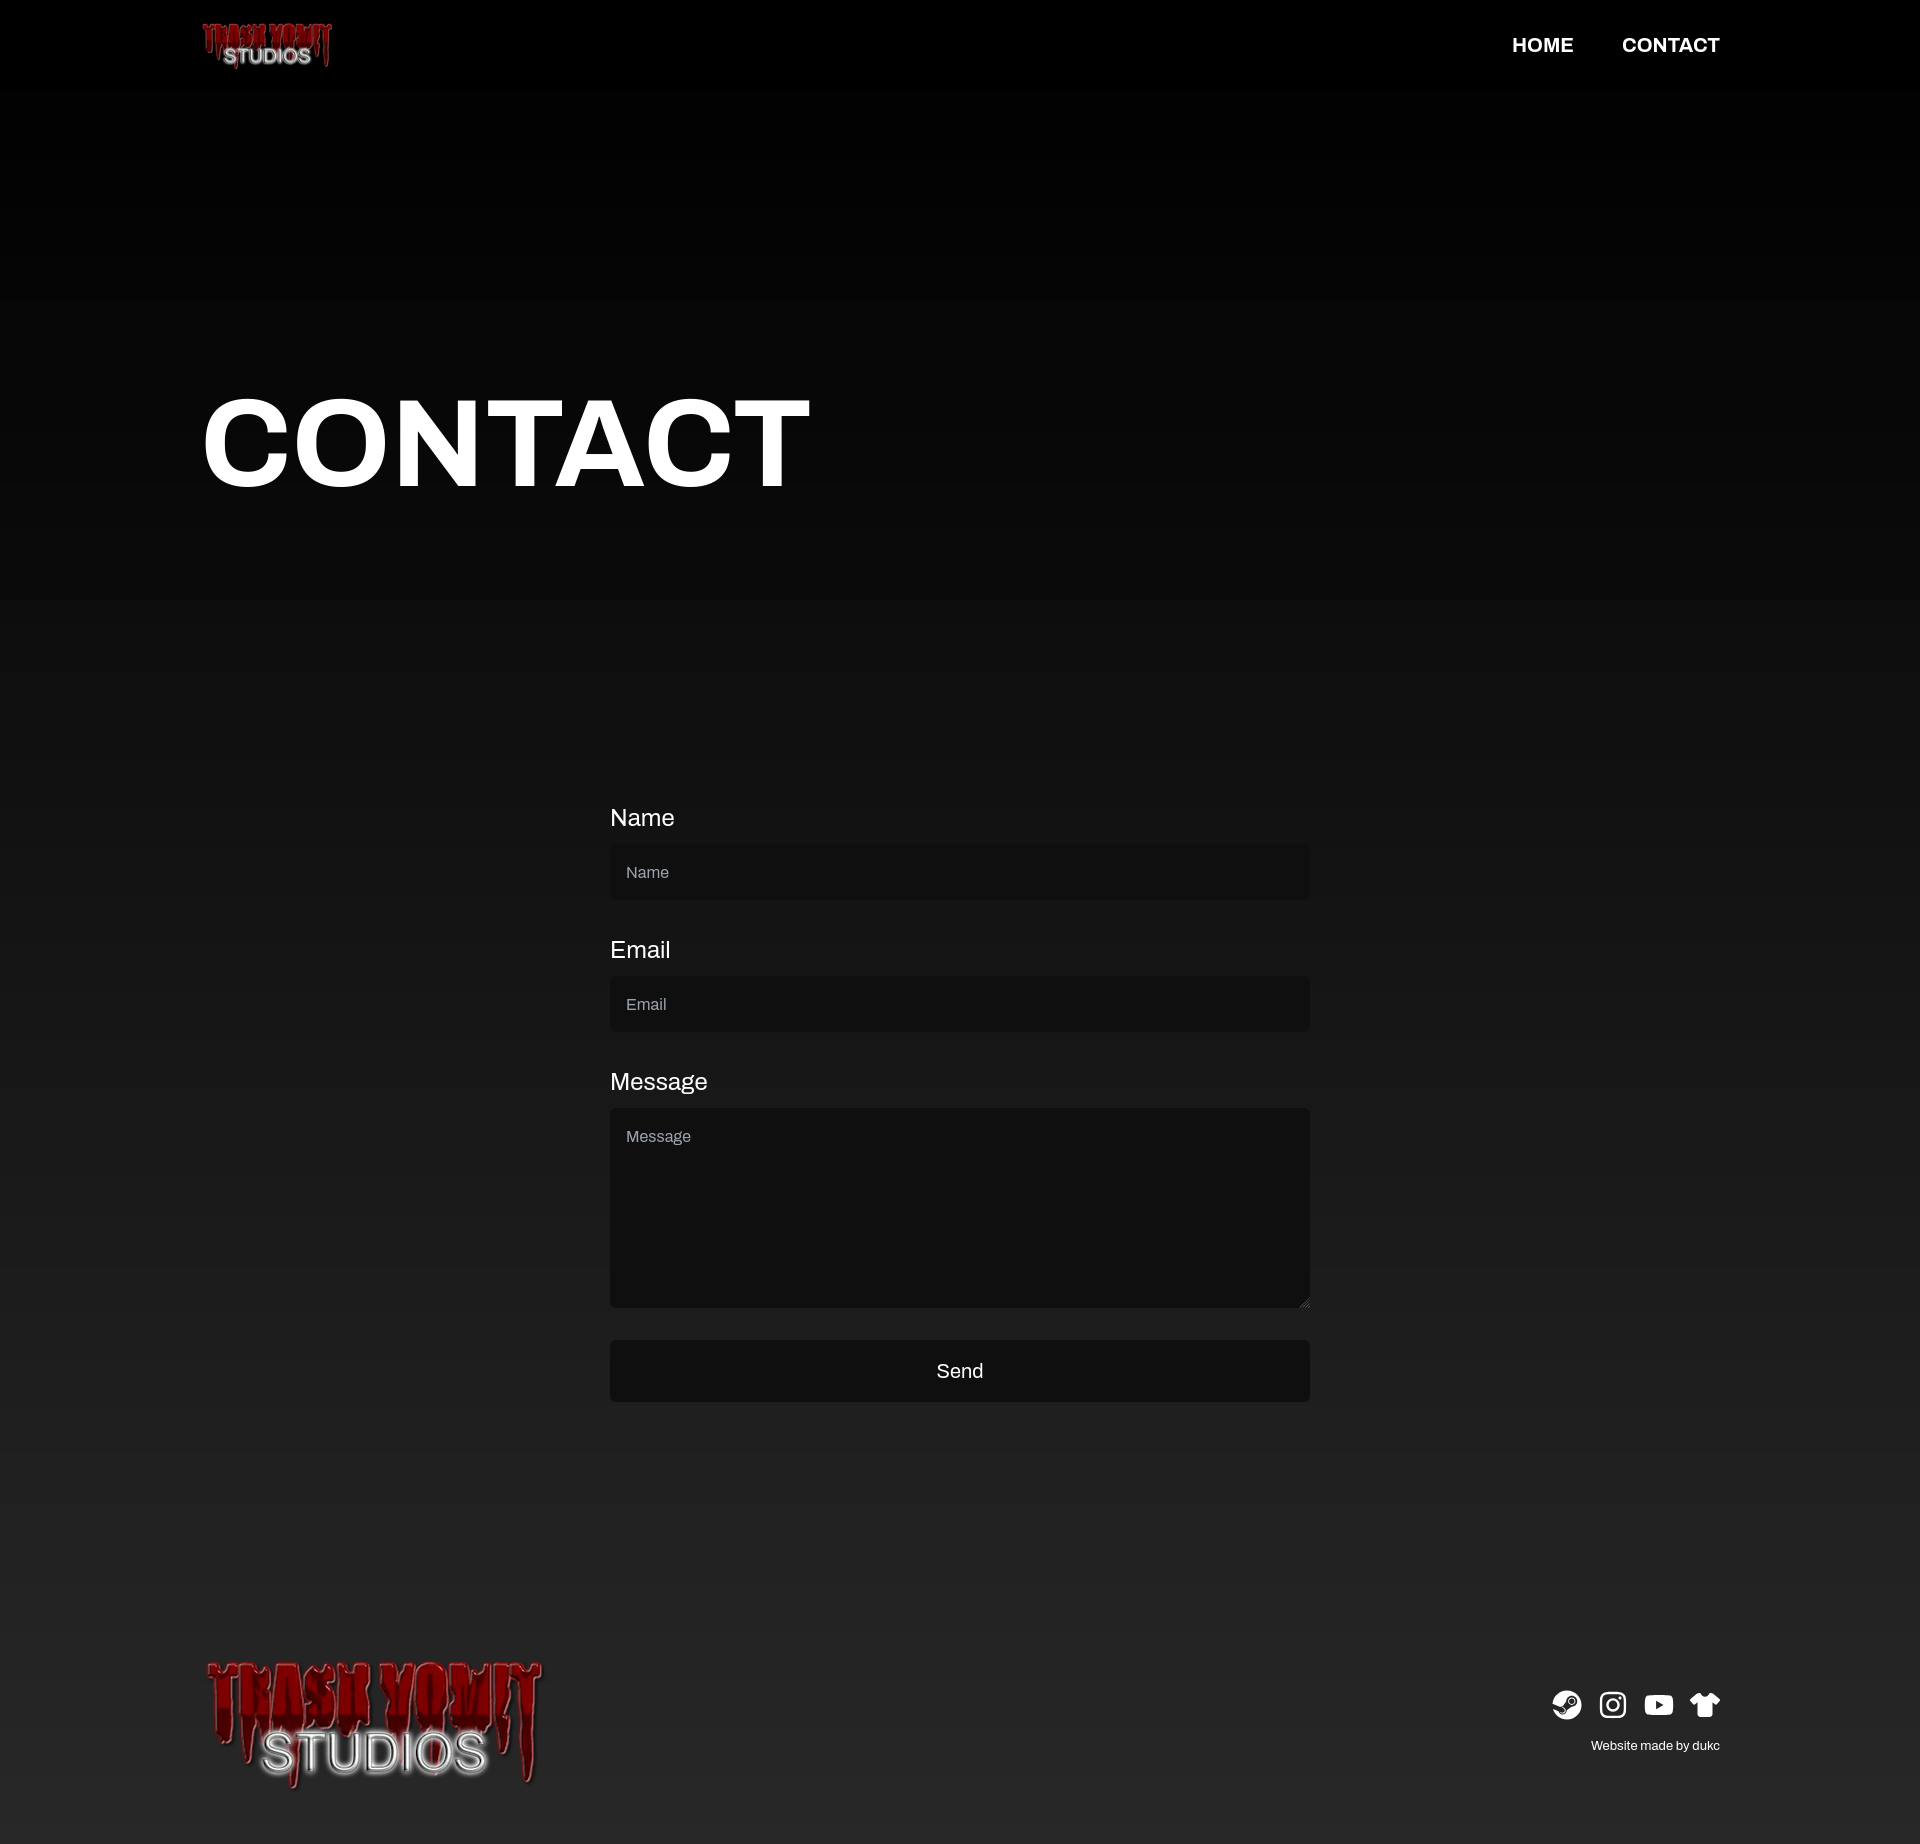 TRASH VOMIT
STUDIOS
HOME
CONTACT
CONTACT
Name
Name
Email
Email
Message
Message
Send
TRASH VOMIT
STUDIOS
Website made by dukc